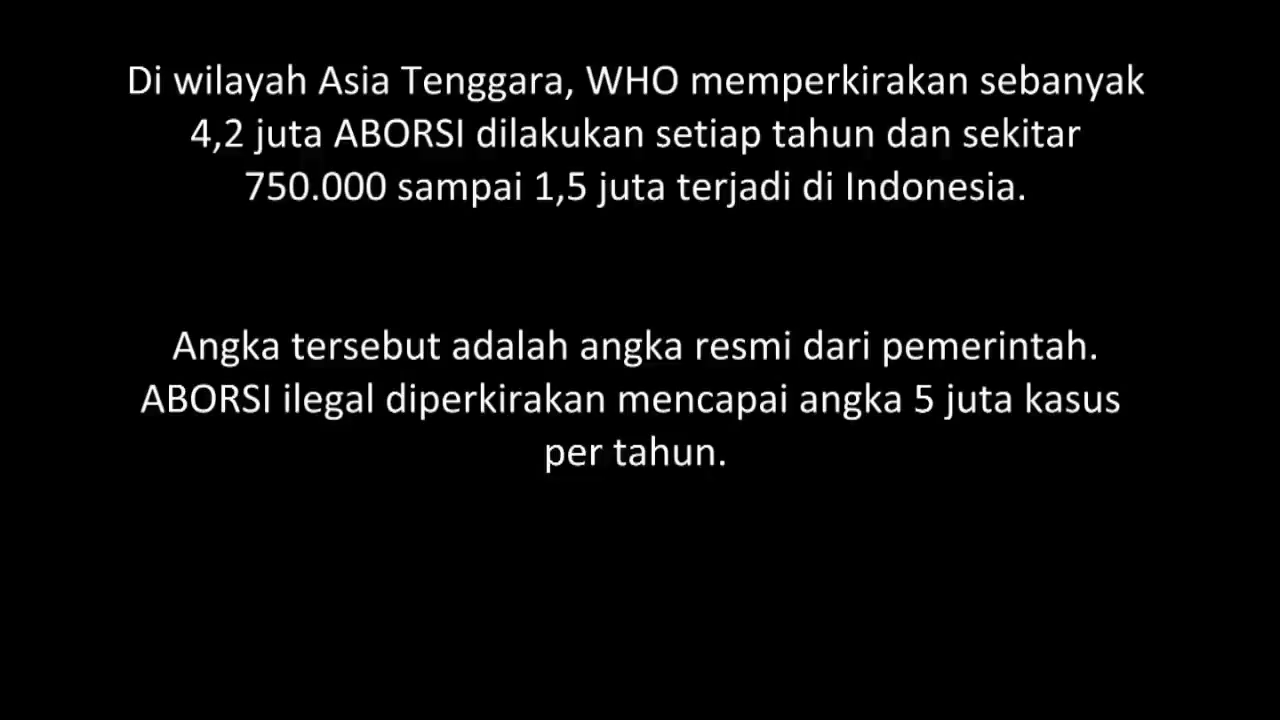 Di wilayah Asia Tenggara, WHO memperkirakan sebanyak
4,2 juta ABORSI dilakukan setiap tahun dan sekitar
750.000 sampai 1,5 juta terjadi di Indonesia.
Angka tersebut adalah angka resmi dari pemerintah.
ABORSI ilegal diperkirakan mencapai angka 5 juta kasus
per tahun.